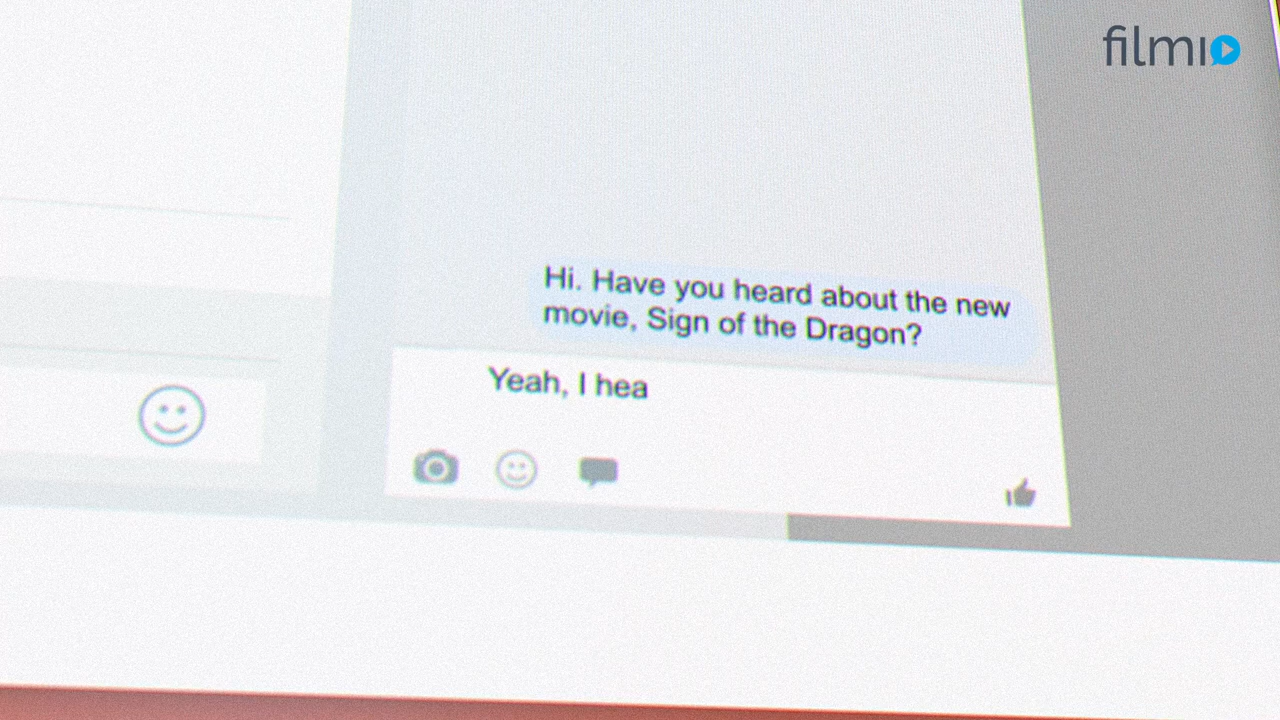 filmio
Hi. Have you heard about the new
movie, Sign of the Dragon?
Yeah, I hea